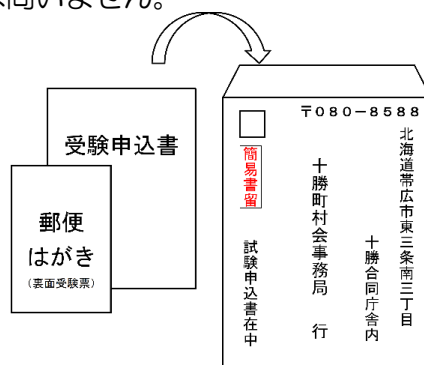 問いません。
受験申込書
郵便
はがき
(裏面受験票)
〒080-8588
北海道帯広市東三条南三丁目
十勝合同庁舎内
十勝町村会事務局 行
簡易書留
試験申込書在中